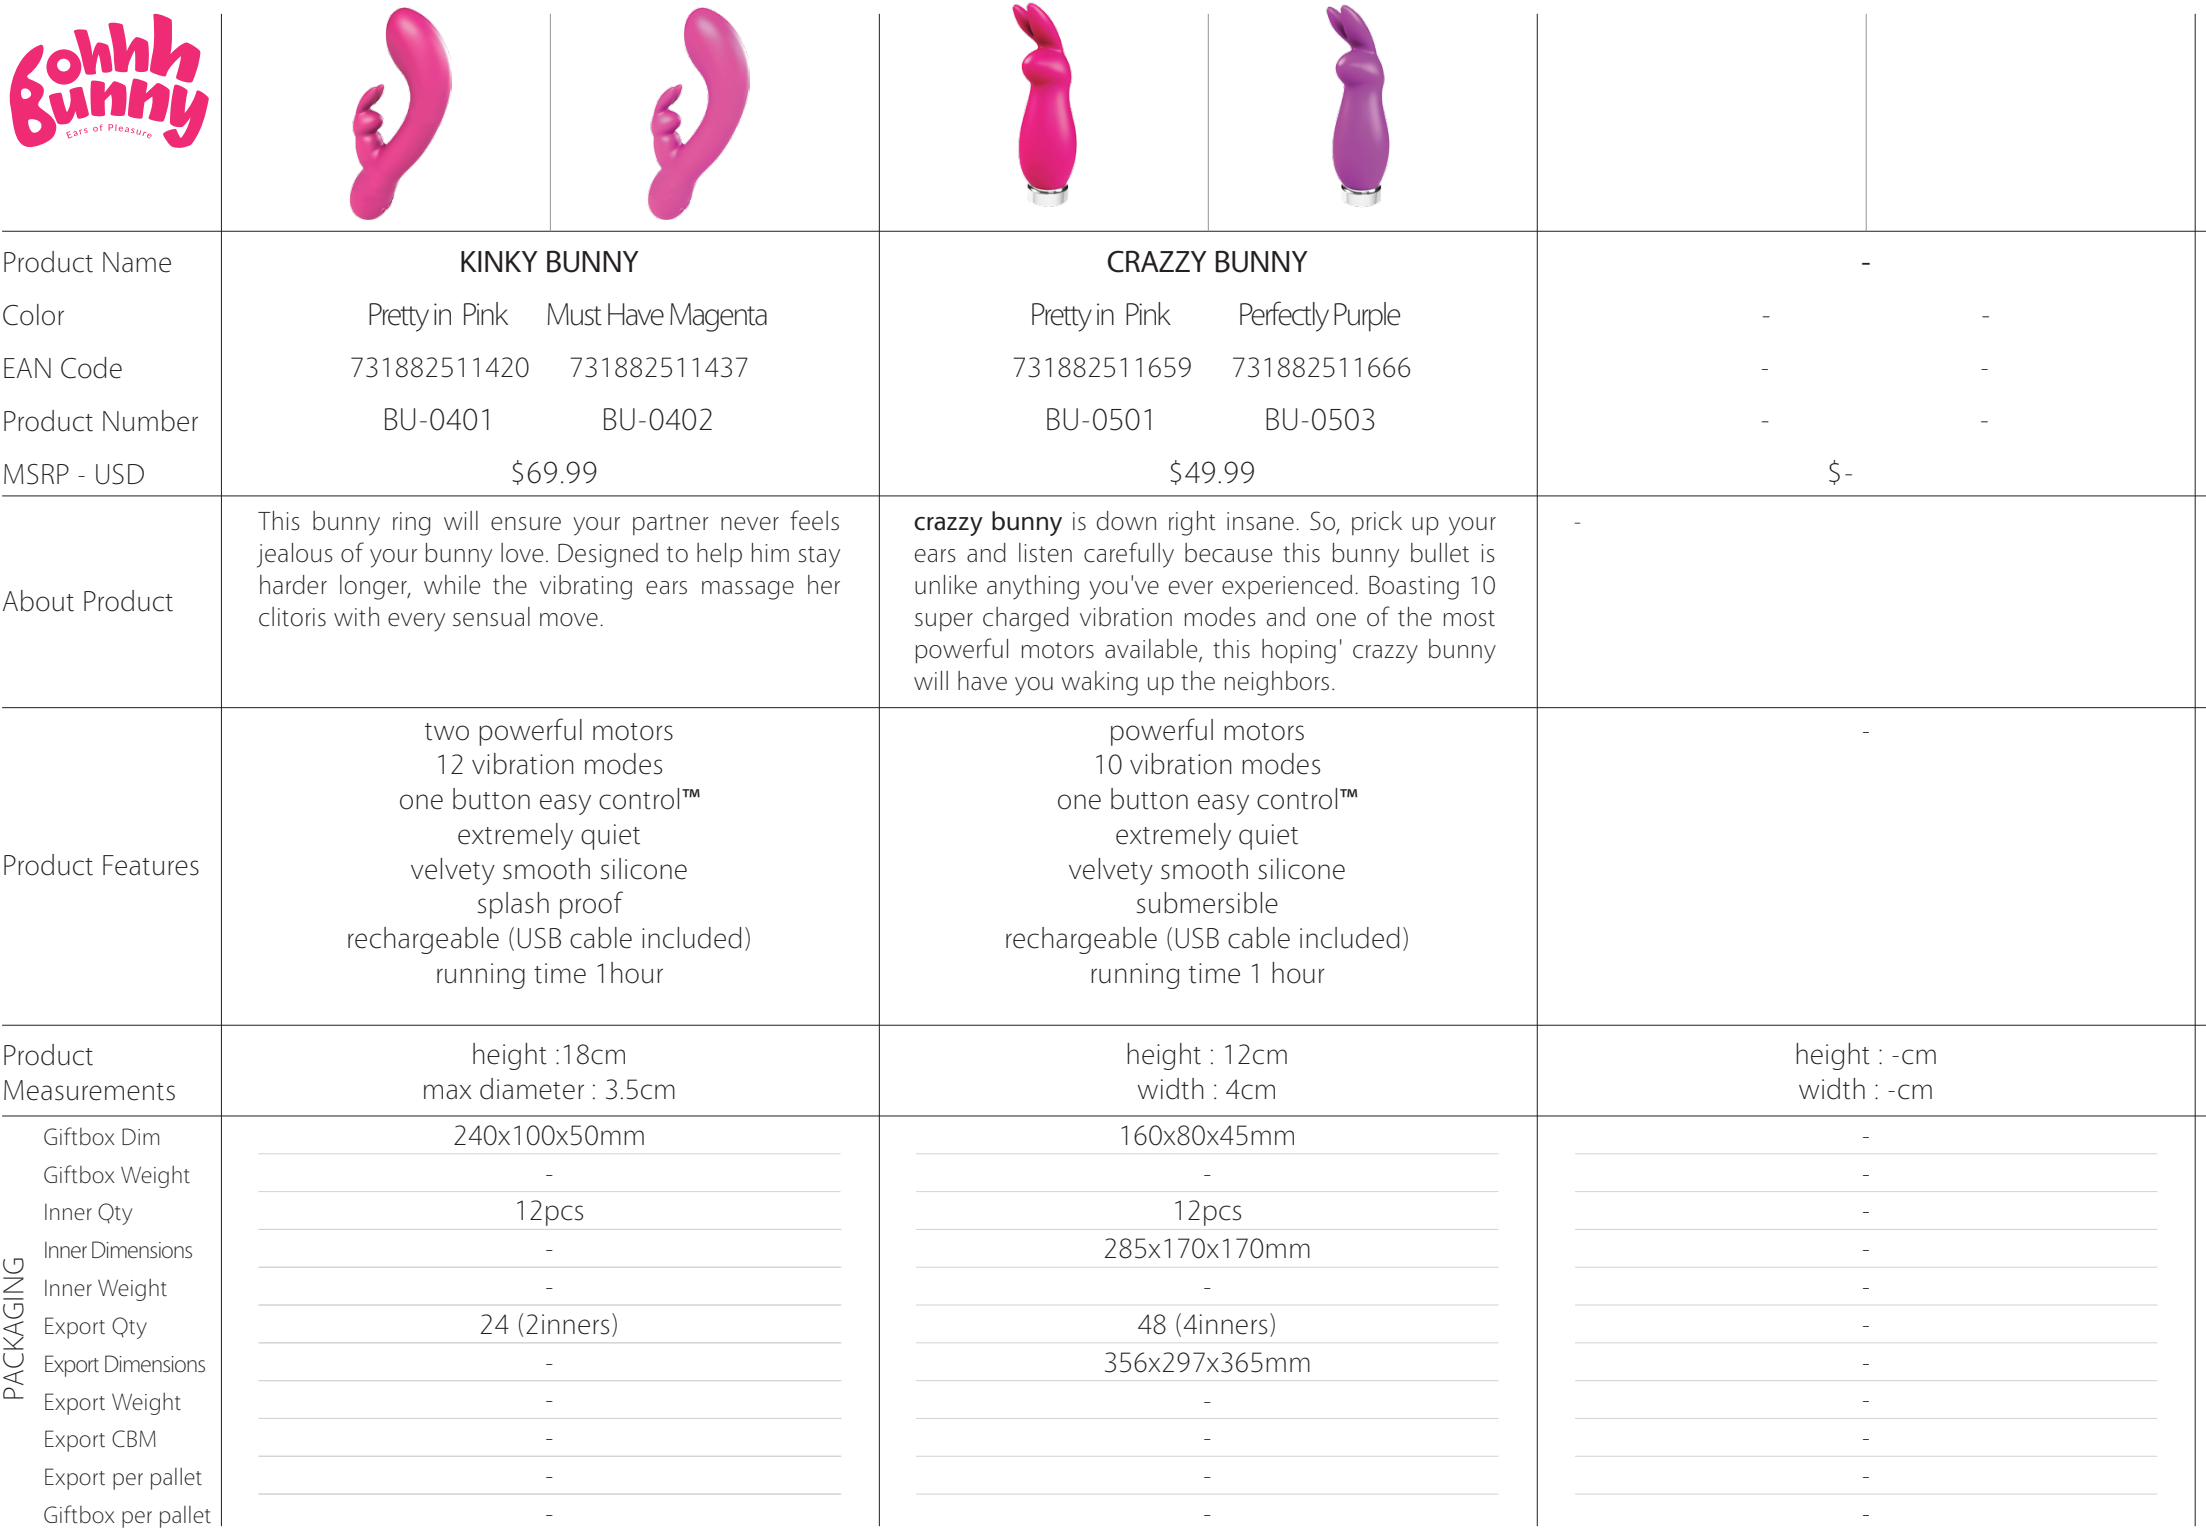 ohhh
Bunny
Ears of Pleasure
Product Name
KINKY BUNNY
CRAZZY BUNNY
-
Color
Pretty in Pink Must Have Magenta
Pretty in Pink Perfectly Purple
- -
EAN Code
731882511420 731882511437
731882511659 731882511666
- -
Product Number
BU-0401 BU-0402
BU-0501 BU-0503
- -
MSRP - USD
$69.99
$49.99
$-
About Product
This bunny ring will ensure your partner never feels
jealous of your bunny love. Designed to help him stay
harder longer, while the vibrating ears massage her
clitoris with every sensual move.
crazzy bunny is down right insane. So, prick up your
ears and listen carefully because this bunny bullet is
unlike anything you've ever experienced. Boasting 10
super charged vibration modes and one of the most
powerful motors available, this hoping' crazzy bunny
will have you waking up the neighbors.
-
Product Features
two powerful motors
12 vibration modes
one button easy control™
extremely quiet
velvety smooth silicone
splash proof
rechargeable (USB cable included)
running time 1hour
powerful motors
10 vibration modes
one button easy control™
extremely quiet
velvety smooth silicone
submersible
rechargeable (USB cable included)
running time 1 hour
-
Product
Measurements
height :18cm
max diameter : 3.5cm
height : 12cm
width : 4cm
height : -cm
width : -cm
PACKAGING
Giftbox Dim
240x100x50mm
160x80x45mm
-
Giftbox Weight
-
-
-
Inner Qty
12pcs
12pcs
-
Inner Dimensions
-
285x170x170mm
-
Inner Weight
-
-
-
Export Qty
24 (2inners)
48 (4inners)
-
Export Dimensions
-
356x297x365mm
-
Export Weight
-
-
-
Export CBM
-
-
-
Export per pallet
-
-
-
Giftbox per pallet
-
-
-